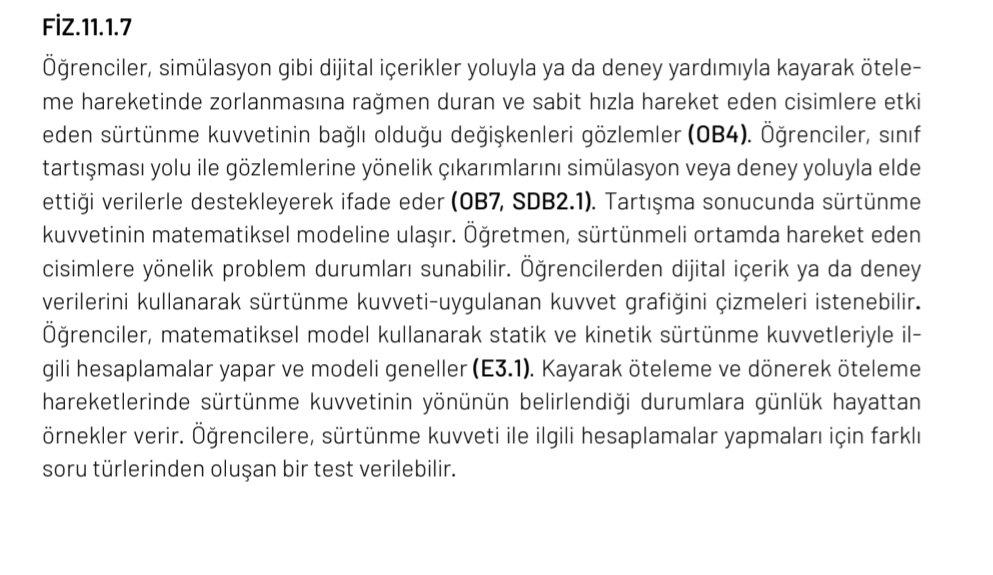 FİZ.11.1.7
Öğrenciler, simülasyon gibi dijital içerikler yoluyla ya da deney yardımıyla kayarak ötele-
me hareketinde zorlanmasına rağmen duran ve sabit hızla hareket eden cisimlere etki
eden sürtünme kuvvetinin bağlı olduğu değişkenleri gözlemler (OB4). Öğrenciler, sınıf
tartışması yolu ile gözlemlerine yönelik çıkarımlarını simülasyon veya deney yoluyla elde
ettiği verilerle destekleyerek ifade eder (OB7, SDB2.1). Tartışma sonucunda sürtünme
kuvvetinin matematiksel modeline ulaşır. Öğretmen, sürtünmeli ortamda hareket eden
cisimlere yönelik problem durumları sunabilir. Öğrencilerden dijital içerik ya da deney
verilerini kullanarak sürtünme kuvveti-uygulanan kuvvet grafiğini çizmeleri istenebilir.
Öğrenciler, matematiksel model kullanarak statik ve kinetik sürtünme kuvvetleriyle il-
gili hesaplamalar yapar ve modeli geneller (E3.1). Kayarak öteleme ve dönerek öteleme
hareketlerinde sürtünme kuvvetinin yönünün belirlendiği durumlara günlük hayattan
örnekler verir. Öğrencilere, sürtünme kuvveti ile ilgili hesaplamalar yapmaları için farklı
soru türlerinden oluşan bir test verilebilir.